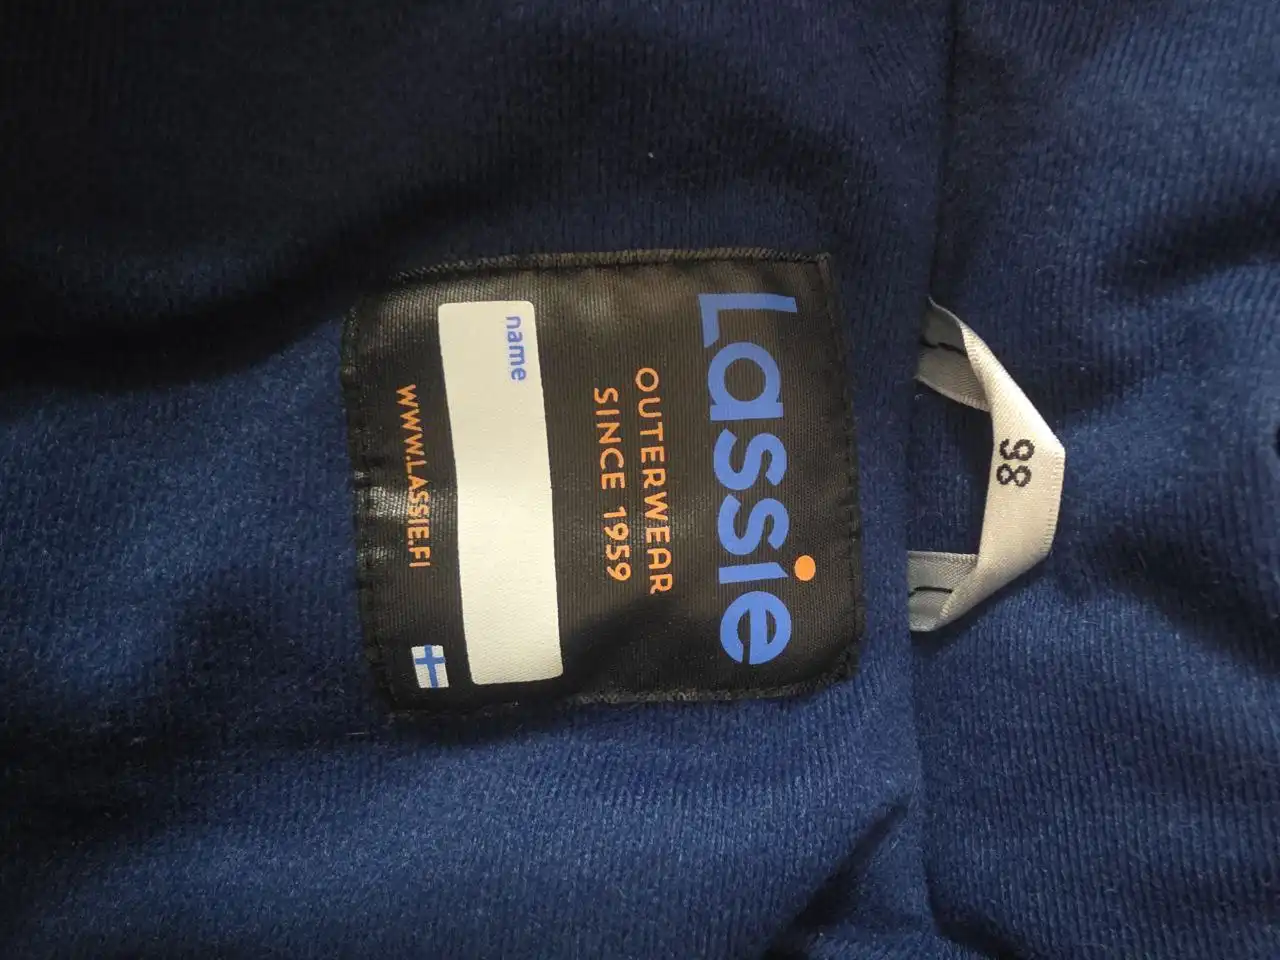 Lassie
OUTERWEAR
SINCE 1959
name
WWW.LASSIE.FI
98